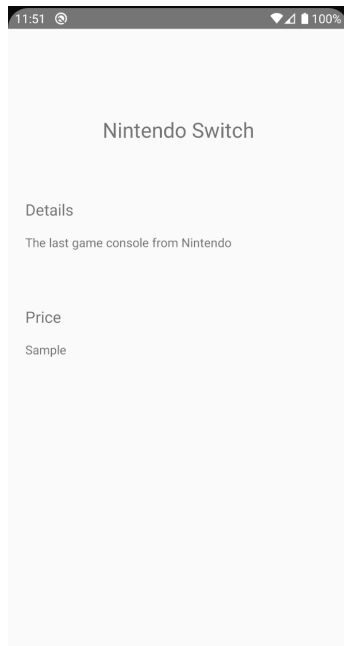 11:51 100%
Nintendo Switch
Details
The last game console from Nintendo
Price
Sample